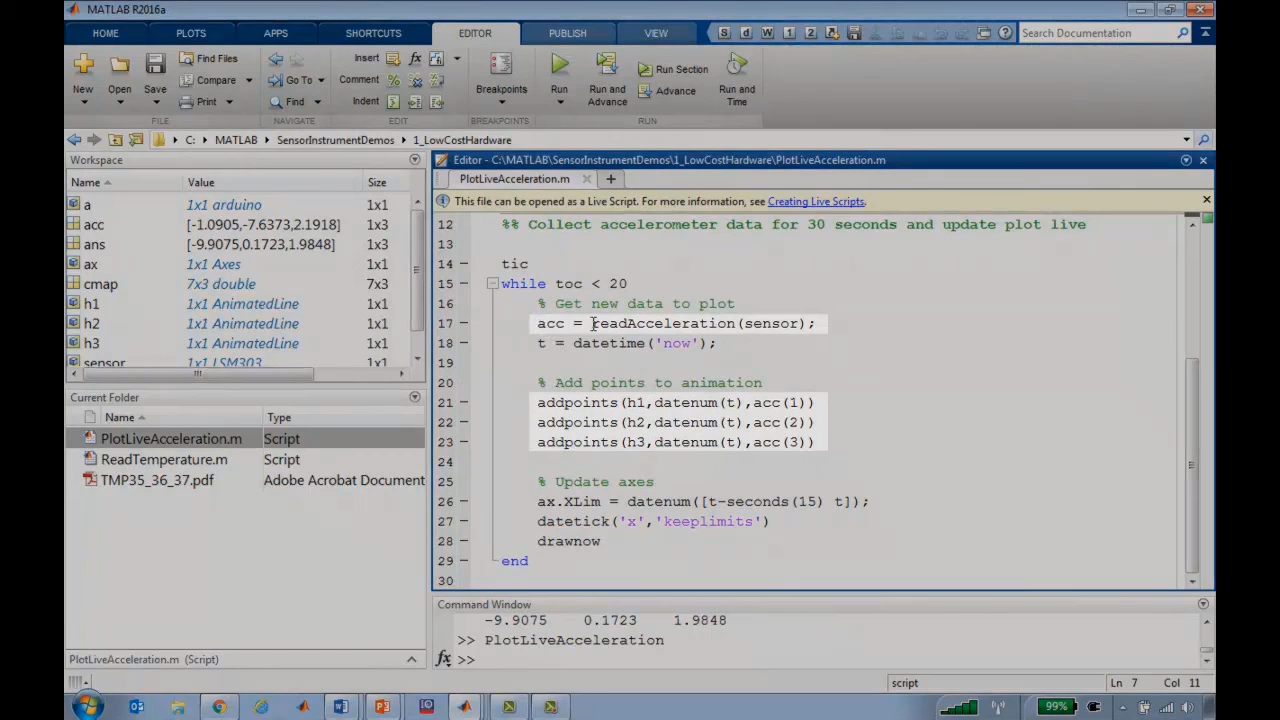 MATLAB R2016a
HOME PLOTS APPS SHORTCUTS EDITOR PUBLISH VIEW
Search Documentation
New Open Save
Find Files
Compare
Print
FILE
Go To
Find
NAVIGATE
Insert fx
Comment
Indent
EDIT
Breakpoints
BREAKPOINTS
Run
Run and Advance
Run Section
Advance
Run and Time
RUN
C: MATLAB SensorInstrumentDemos 1_LowCostHardware
Workspace
Name Value Size
a 1x1 arduino 1x1
acc [-1.0905,-7.6373,2.1918] 1x3
ans [-9.9075,0.1723,1.9848] 1x3
ax 1x1 Axes 1x1
cmap 7x3 double 7x3
h1 1x1 AnimatedLine 1x1
h2 1x1 AnimatedLine 1x1
h3 1x1 AnimatedLine 1x1
sensor 1x1 LSM303 1x1
Current Folder
Name Type
PlotLiveAcceleration.m Script
ReadTemperature.m Script
TMP35_36_37.pdf Adobe Acrobat Document
PlotLiveAcceleration.m (Script)
Editor - C:\MATLAB\SensorInstrumentDemos\1_LowCostHardware\PlotLiveAcceleration.m
PlotLiveAcceleration.m
This file can be opened as a Live Script. For more information, see Creating Live Scripts.
12 %% Collect accelerometer data for 30 seconds and update plot live
13
14 tic
15 while toc < 20
16 % Get new data to plot
17 acc = readAcceleration(sensor);
18 t = datetime('now');
19
20 % Add points to animation
21 addpoints(h1,datenum(t),acc(1))
22 addpoints(h2,datenum(t),acc(2))
23 addpoints(h3,datenum(t),acc(3))
24
25 % Update axes
26 ax.XLim = datenum([t-seconds(15) t]);
27 datetick('x','keeplimits')
28 drawnow
29 end
30
Command Window
-9.9075 0.1723 1.9848
>> PlotLiveAcceleration
fx >>
script Ln 7 Col 11
99%